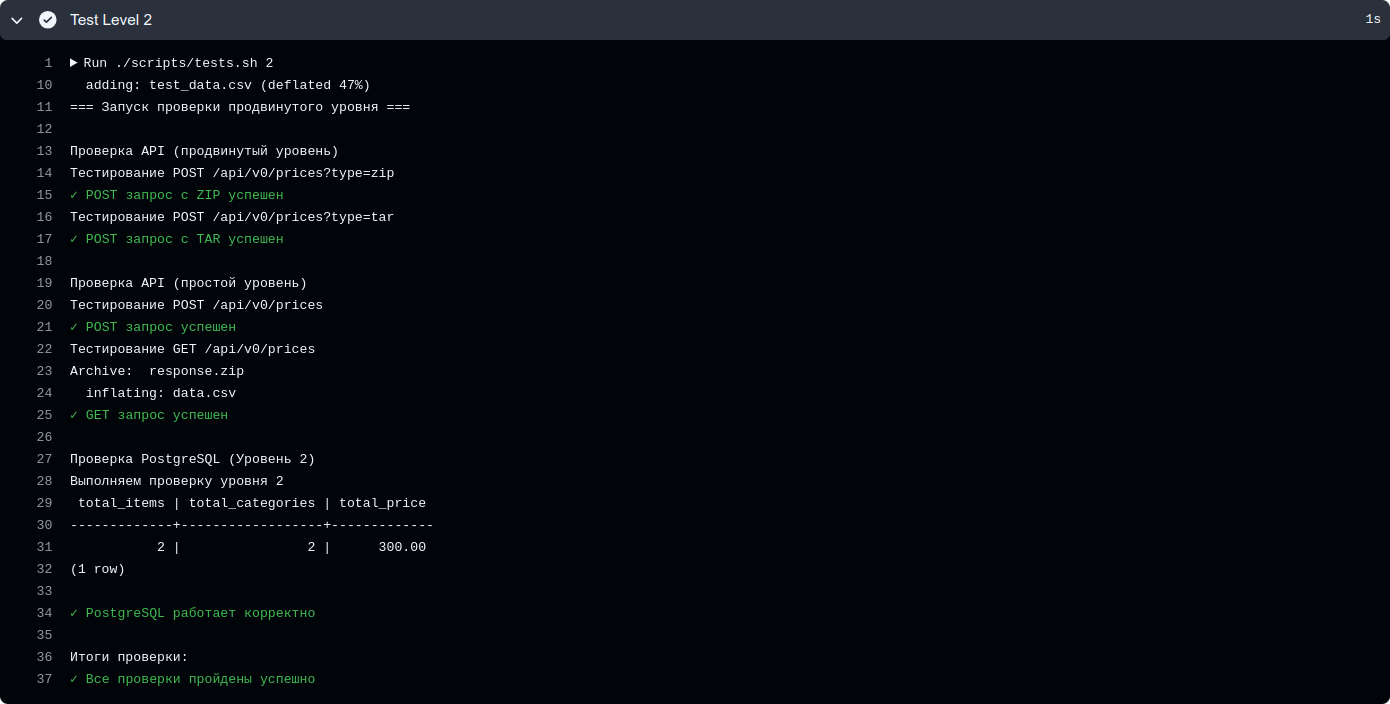 Test Level 2 1s
1 Run ./scripts/tests.sh 2
10 adding: test_data.csv (deflated 47%)
11 === Запуск проверки продвинутого уровня ===
12
13 Проверка API (продвинутый уровень)
14 Тестирование POST /api/v0/prices?type=zip
15 ✓ POST запрос с ZIP успешен
16 Тестирование POST /api/v0/prices?type=tar
17 ✓ POST запрос с TAR успешен
18
19 Проверка API (простой уровень)
20 Тестирование POST /api/v0/prices
21 ✓ POST запрос успешен
22 Тестирование GET /api/v0/prices
23 Archive:  response.zip
24 inflating: data.csv
25 ✓ GET запрос успешен
26
27 Проверка PostgreSQL (Уровень 2)
28 Выполняем проверку уровня 2
29 total_items | total_categories | total_price
30 -------------+------------------+-------------
31 2 | 2 | 300.00
32 (1 row)
33
34 ✓ PostgreSQL работает корректно
35
36 Итоги проверки:
37 ✓ Все проверки пройдены успешно